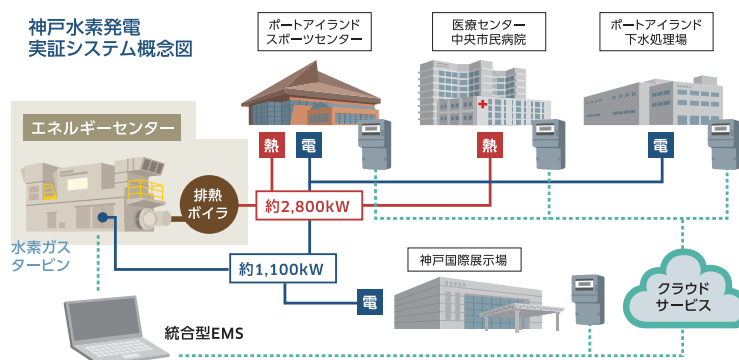 神戸水素発電
実証システム概念図
ポートアイランド
スポーツセンター
医療センター
中央市民病院
ポートアイランド
下水処理場
エネルギーセンター
熱
電
熱
電
排熱
ボイラ
約2,800kW
水素ガス
タービン
約1,100kW
電
神戸国際展示場
クラウド
サービス
統合型EMS